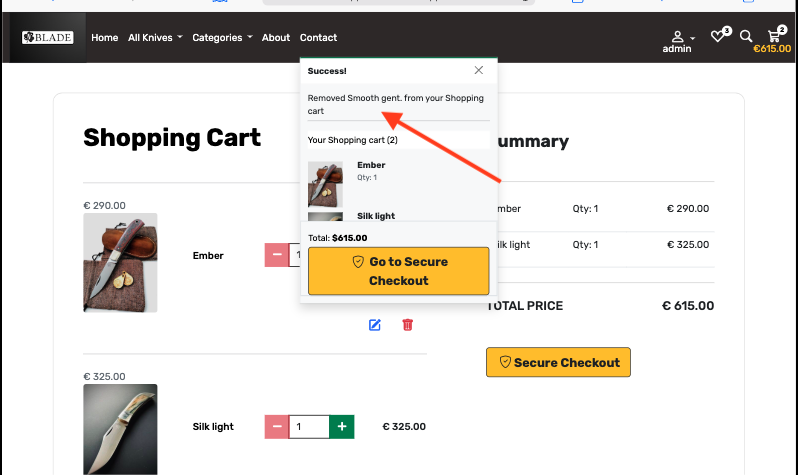 BLADE
Home All Knives Categories About Contact
admin
3
2
€615.00
Success!
Removed Smooth gent. from your Shopping
cart
Your Shopping cart (2)
Ember
Qty: 1
Silk light
Total: $615.00
Go to Secure
Checkout
Shopping Cart
€ 290.00
Ember
1
€ 325.00
Silk light
1
€ 325.00
ummary
mber Qty: 1 € 290.00
ilk light Qty: 1 € 325.00
TOTAL PRICE € 615.00
Secure Checkout